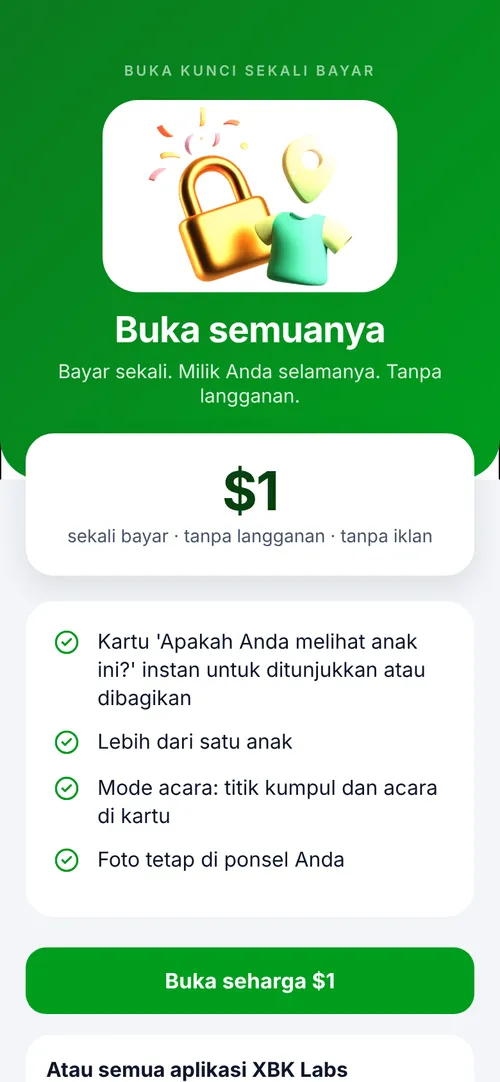 BUKA KUNCI SEKALI BAYAR
Buka semuanya
Bayar sekali. Milik Anda selamanya. Tanpa
langganan.
$1
sekali bayar · tanpa langganan · tanpa iklan
Kartu 'Apakah Anda melihat anak
ini?' instan untuk ditunjukkan atau
dibagikan
Lebih dari satu anak
Mode acara: titik kumpul dan acara
di kartu
Foto tetap di ponsel Anda
Buka seharga $1
Atau semua aplikasi XBK Labs